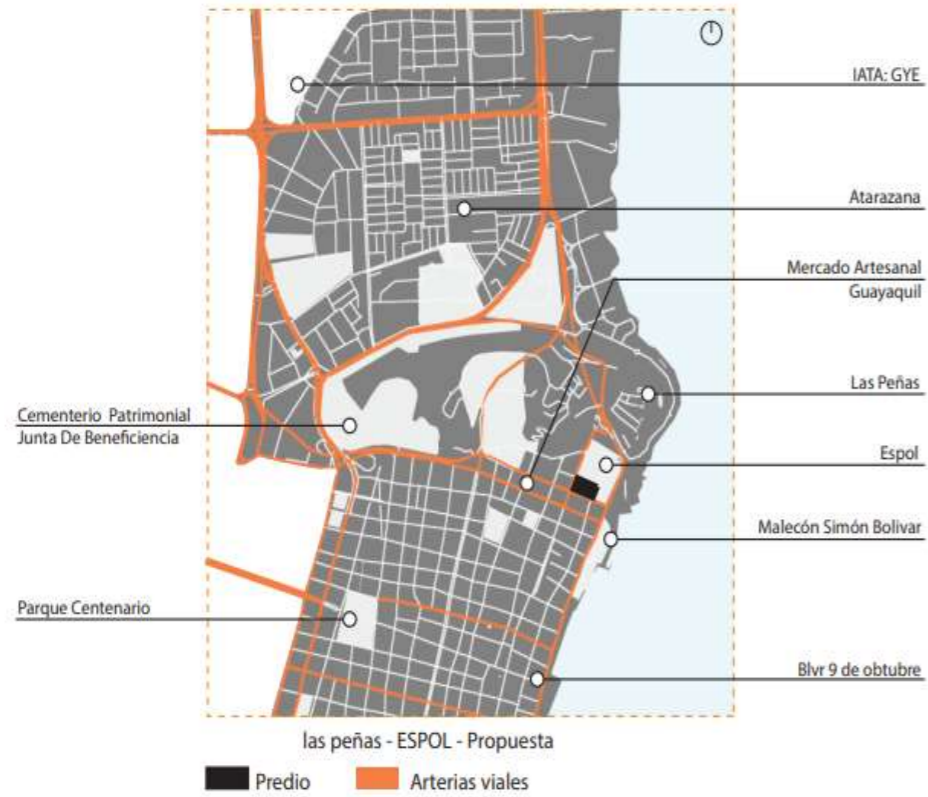 IATA: GYE
Atarazana
Mercado Artesanal
Guayaquil
Las Peñas
Cementerio Patrimonial
Junta De Beneficiencia
Espol
Malecón Simón Bolivar
Parque Centenario
Blvr 9 de obtubre
las peñas - ESPOL - Propuesta
Predio
Arterias viales